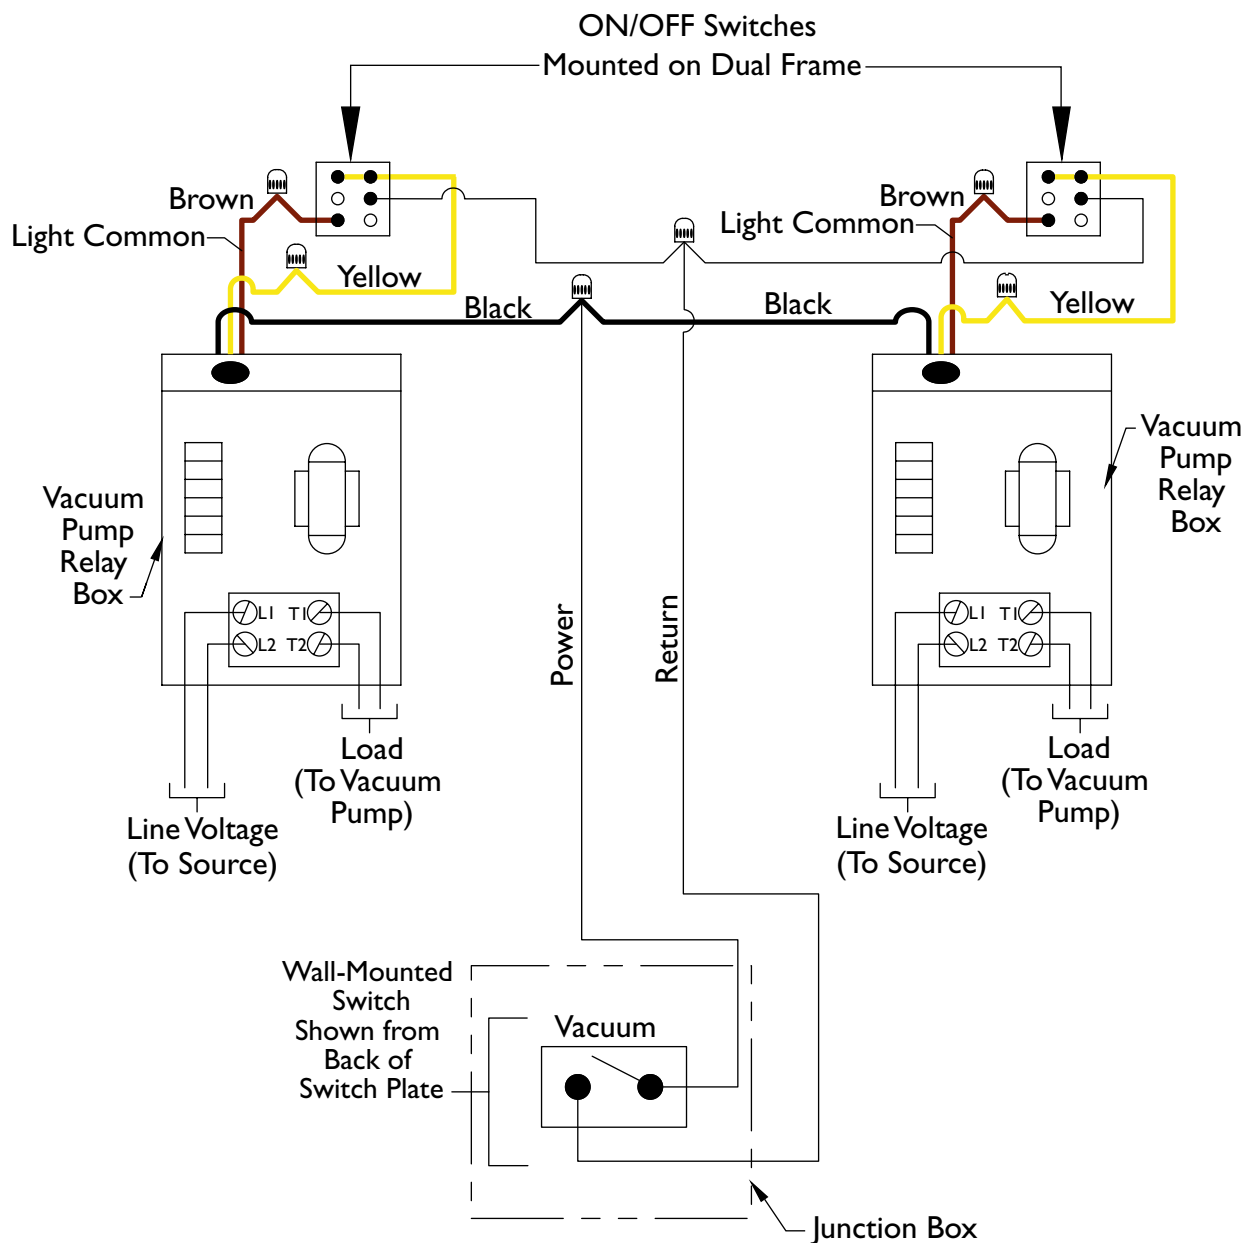 ON/OFF Switches
Mounted on Dual Frame
Brown
Light Common
Yellow
Black
Brown
Light Common
Yellow
Black
Vacuum
Pump
Relay
Box
Vacuum
Pump
Relay
Box
L1 T1
L2 T2
L1 T1
L2 T2
Power
Return
Load
(To Vacuum
Pump)
Line Voltage
(To Source)
Load
(To Vacuum
Pump)
Line Voltage
(To Source)
Wall-Mounted
Switch
Shown from
Back of
Switch Plate
Vacuum
Junction Box